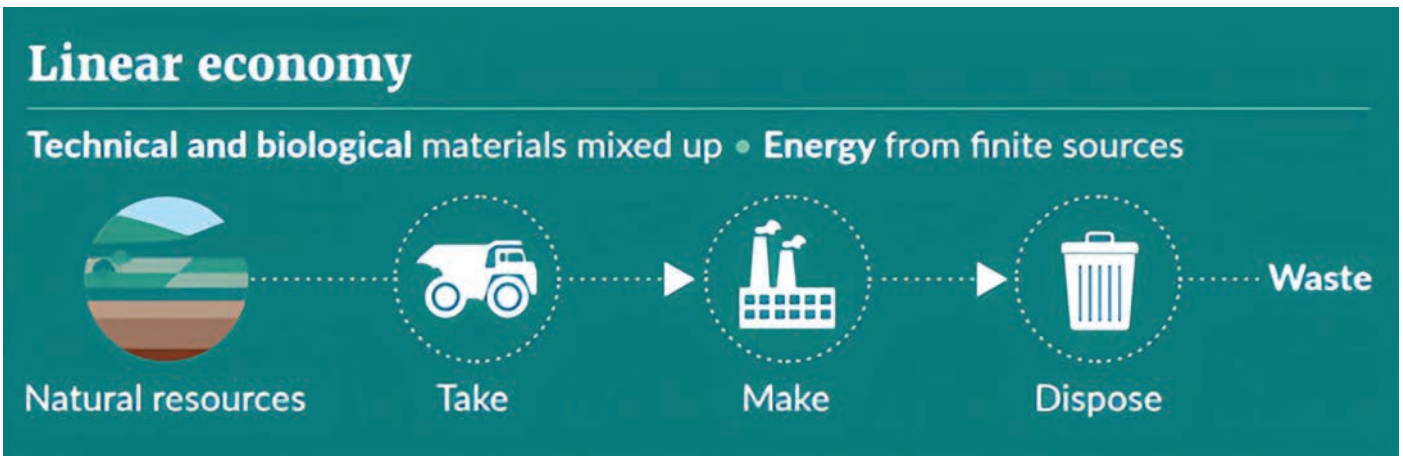 Linear economy
Technical and biological materials mixed up • Energy from finite sources
Waste
Natural resources
Take
Make
Dispose